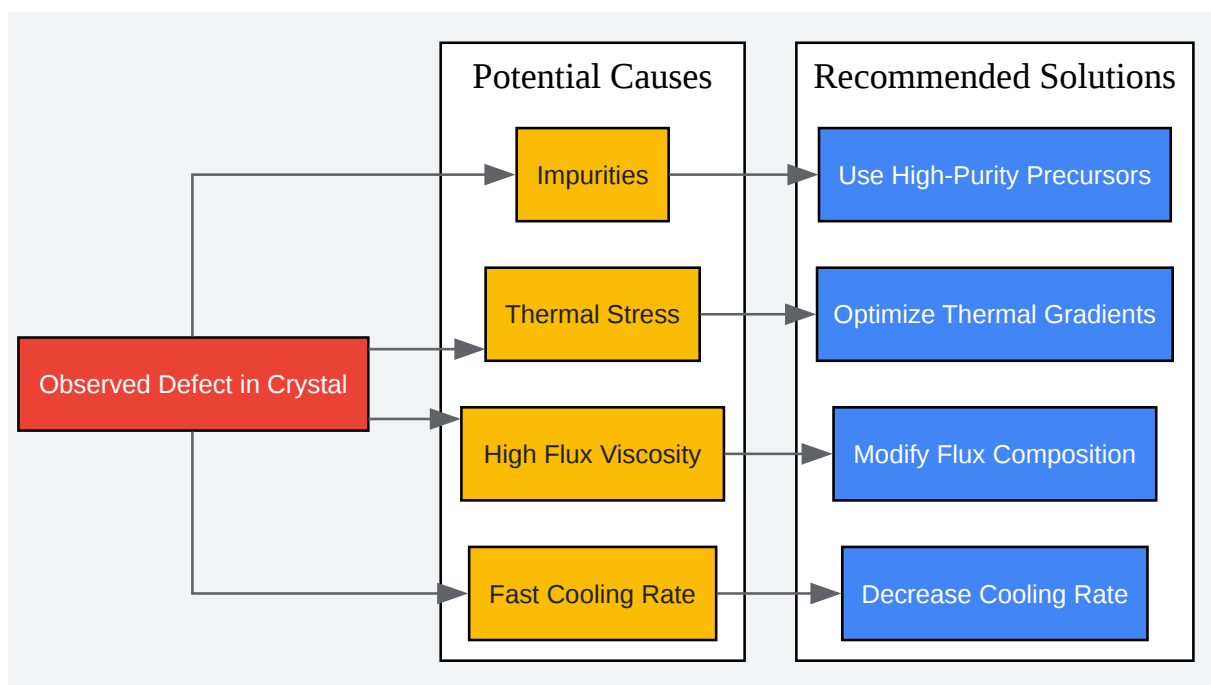 Potential Causes
Recommended Solutions
Impurities
Use High-Purity Precursors
Thermal Stress
Optimize Thermal Gradients
Observed Defect in Crystal
High Flux Viscosity
Modify Flux Composition
Fast Cooling Rate
Decrease Cooling Rate